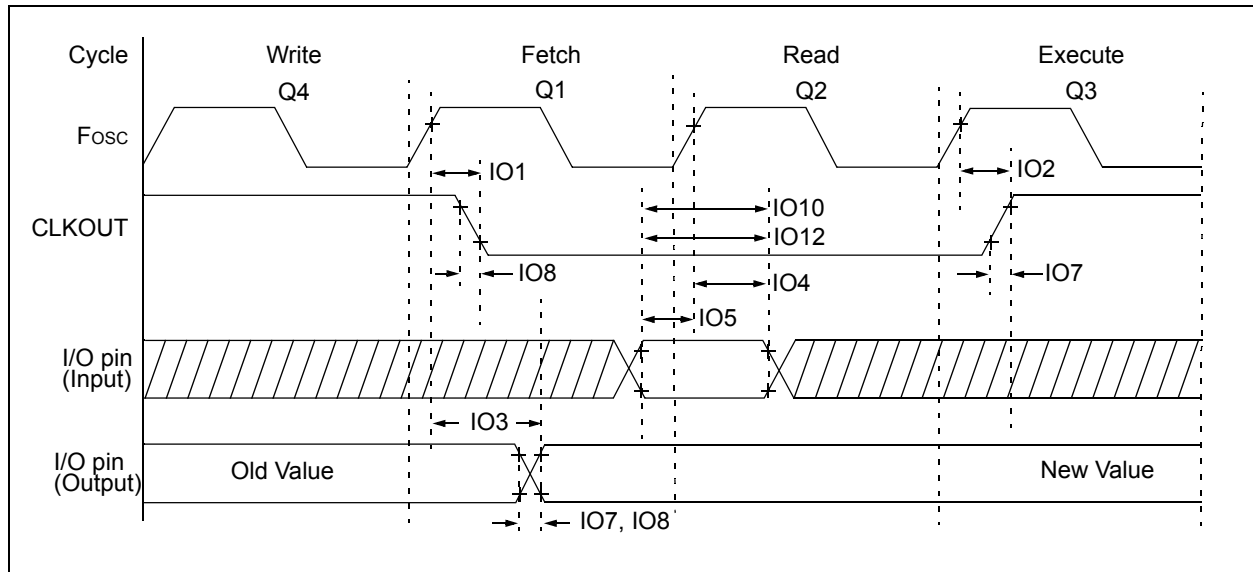 Cycle Write Fetch Read Execute
Q4 Q1 Q2 Q3
FOSC
IO1 IO2
IO10
CLKOUT
IO12
IO8 IO4 IO7
IO5
I/O pin
(Input)
IO3
I/O pin
(Output)
Old Value New Value
IO7, IO8